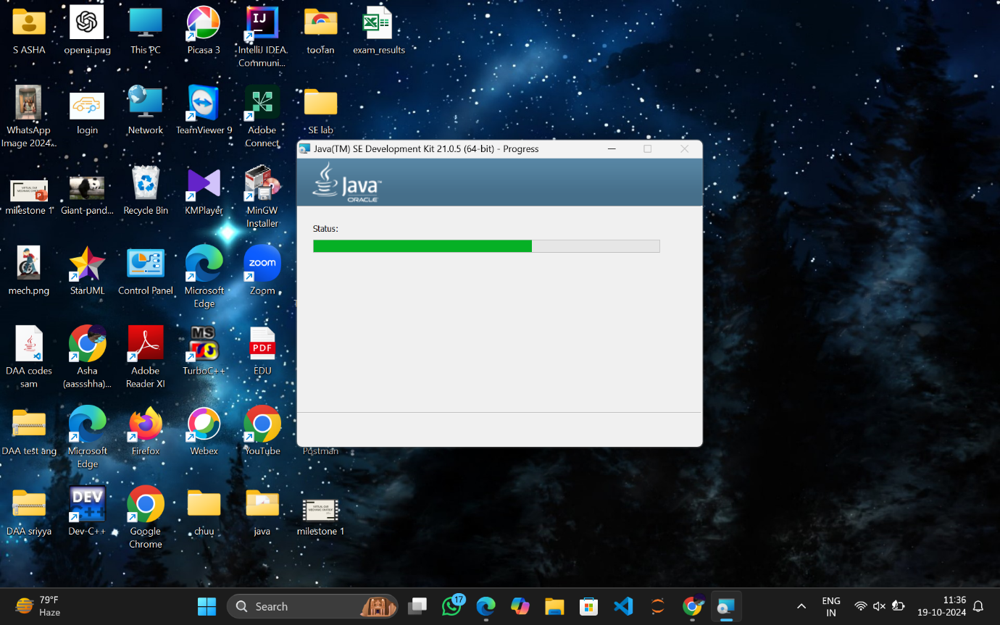 S ASHA
openai.png
This PC
Picasa 3
IntelliJ IDEA Communi...
toofan
exam_results
WhatsApp Image 2024...
login
Network
TeamViewer 9
Adobe Connect
SE lab
milestone 1
Giant-pand...
Recycle Bin
KMPlayer
MinGW Installer
mech.png
StarUML
Control Panel
Microsoft Edge
zoom
Zoom
DAA codes sam
Asha (aassshha)...
Adobe Reader XI
MS
TurboC++
PDF
EDU
DAA test ang
Microsoft Edge
Firefox
Webex
YouTube
Postman
DAA sriyya
DEV
Dev-C++
Google Chrome
chuu
java
milestone 1
Java(TM) SE Development Kit 21.0.5 (64-bit) - Progress
Java™
ORACLE
Status:
79°F
Haze
Search
17
ENG
IN
11:36
19-10-2024